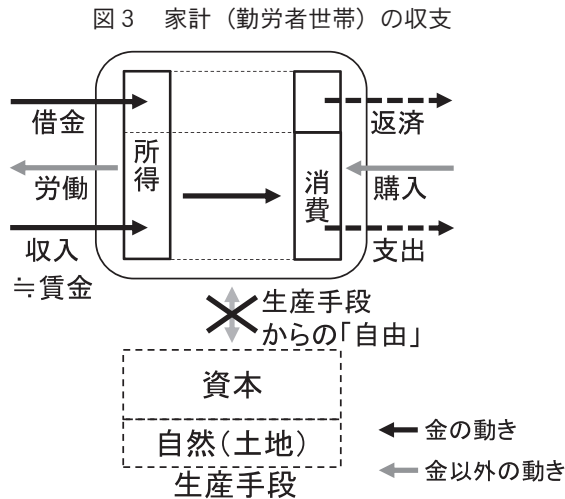 図3 家計（勤労者世帯）の収支
借金
労働
収入
≒賃金
所得
消費
返済
購入
支出
生産手段
からの「自由」
資本
自然（土地）
生産手段
金の動き
金以外の動き